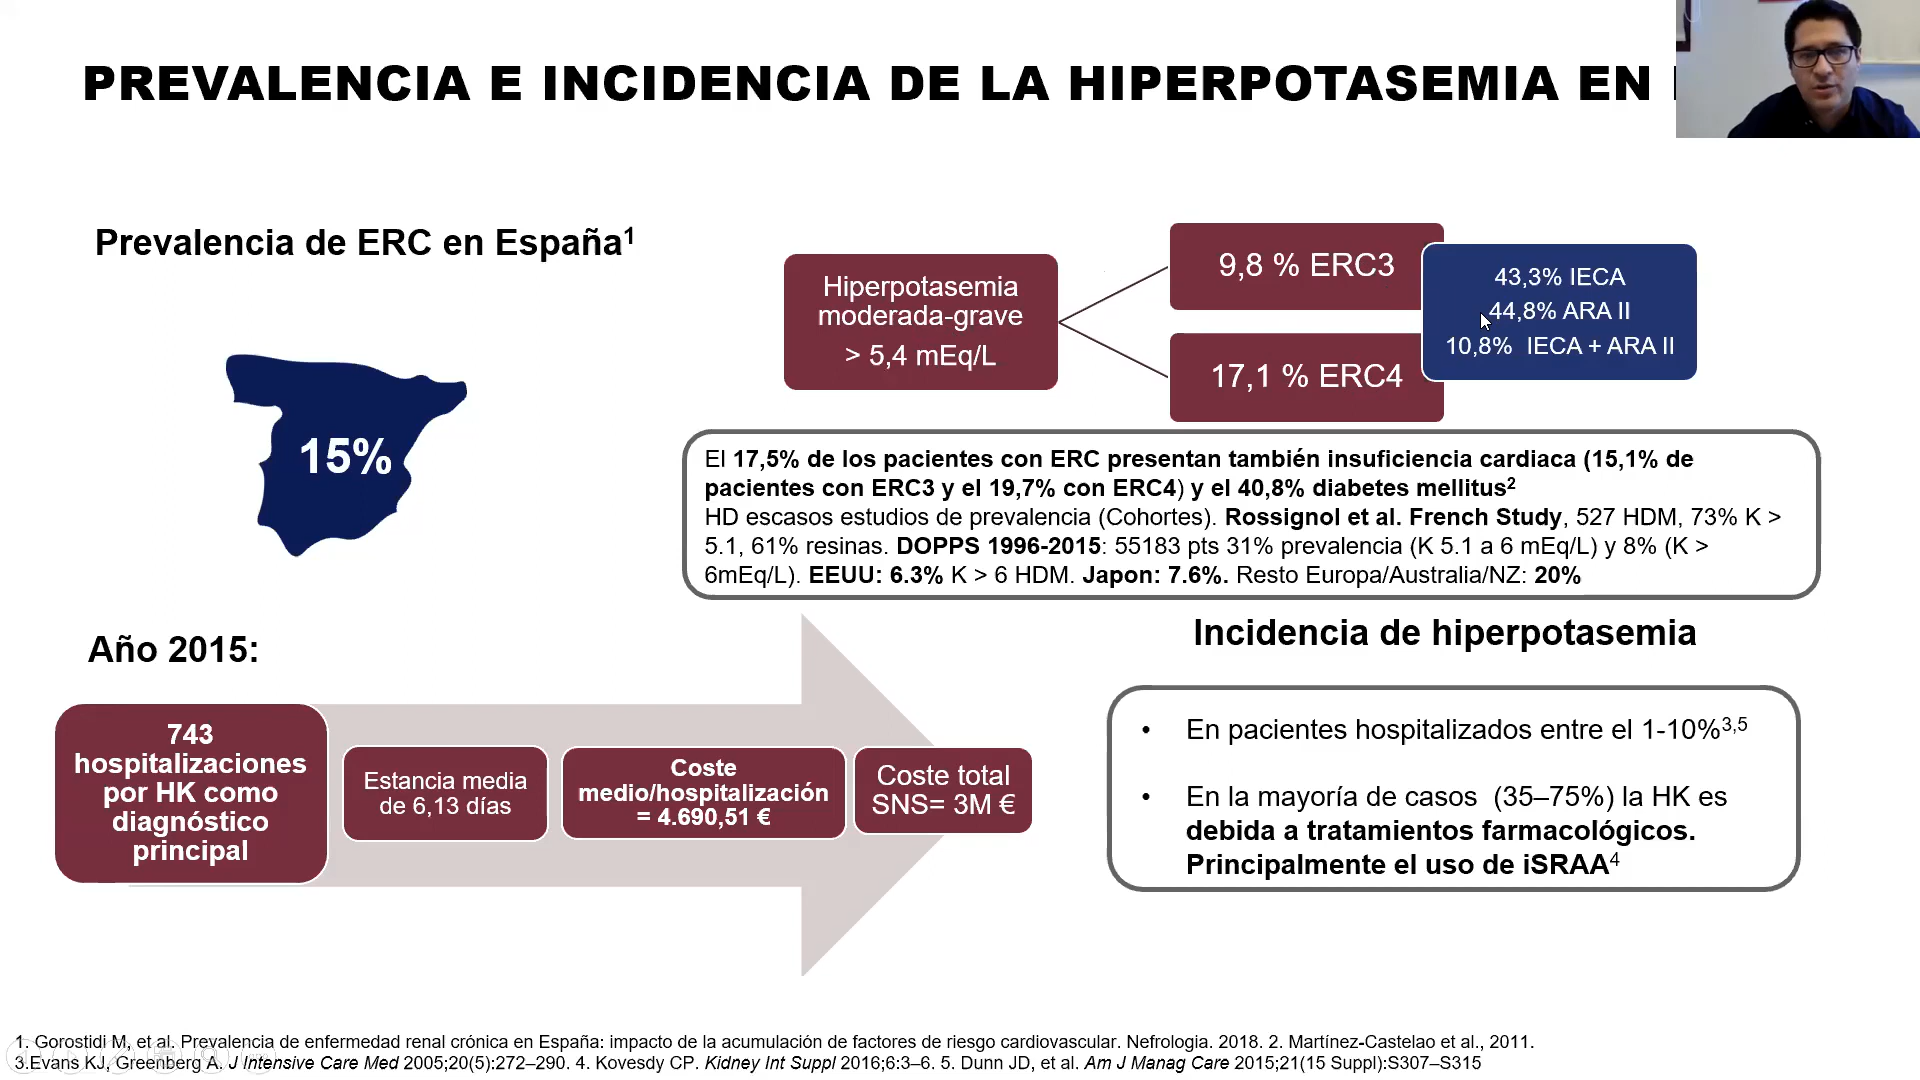 PREVALENCIA E INCIDENCIA DE LA HIPERPOTASEMIA EN
Prevalencia de ERC en España¹
15%
Hiperpotasemia
moderada-grave
> 5,4 mEq/L
9,8 % ERC3
17,1 % ERC4
43,3% IECA
44,8% ARA II
10,8% IECA + ARA II
El 17,5% de los pacientes con ERC presentan también insuficiencia cardiaca (15,1% de
pacientes con ERC3 y el 19,7% con ERC4) y el 40,8% diabetes mellitus²
HD escasos estudios de prevalencia (Cohortes). Rossignol et al. French Study, 527 HDM, 73% K >
5.1, 61% resinas. DOPPS 1996-2015: 55183 pts 31% prevalencia (K 5.1 a 6 mEq/L) y 8% (K >
6mEq/L). EEUU: 6.3% K > 6 HDM. Japon: 7.6%. Resto Europa/Australia/NZ: 20%
Año 2015:
743
hospitalizaciones
por HK como
diagnóstico
principal
Estancia media
de 6,13 días
Coste
medio/hospitalización
= 4.690,51 €
Coste total
SNS= 3M €
Incidencia de hiperpotasemia
• En pacientes hospitalizados entre el 1-10%³,⁵
• En la mayoría de casos (35–75%) la HK es
debida a tratamientos farmacológicos.
Principalmente el uso de iSRAA⁴
1. Gorostidi M, et al. Prevalencia de enfermedad renal crónica en España: impacto de la acumulación de factores de riesgo cardiovascular. Nefrologia. 2018. 2. Martínez-Castelao et al., 2011.
3.Evans KJ, Greenberg A. J Intensive Care Med 2005;20(5):272–290. 4. Kovesdy CP. Kidney Int Suppl 2016;6:3–6. 5. Dunn JD, et al. Am J Manag Care 2015;21(15 Suppl):S307–S315